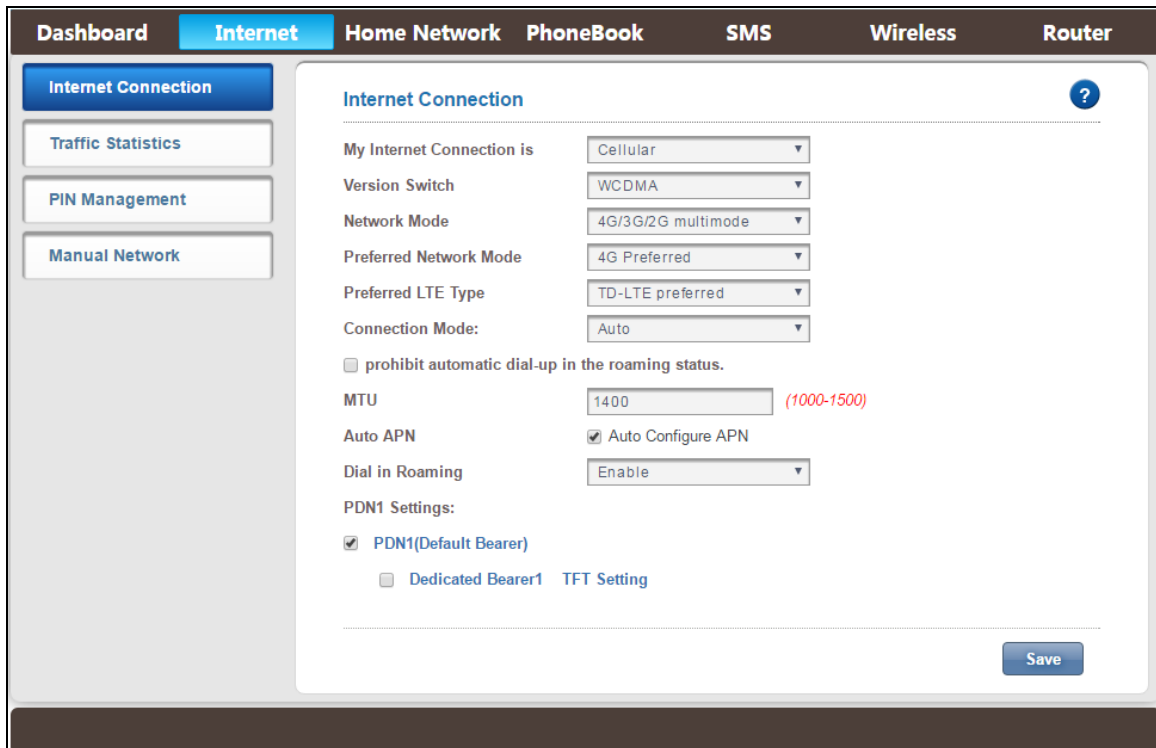 Dashboard Internet Home Network PhoneBook SMS Wireless Router
Internet Connection
Traffic Statistics
PIN Management
Manual Network
Internet Connection ?
My Internet Connection is Cellular
Version Switch WCDMA
Network Mode 4G/3G/2G multimode
Preferred Network Mode 4G Preferred
Preferred LTE Type TD-LTE preferred
Connection Mode: Auto
prohibit automatic dial-up in the roaming status.
MTU 1400 (1000-1500)
Auto APN Auto Configure APN
Dial in Roaming Enable
PDN1 Settings:
PDN1(Default Bearer)
Dedicated Bearer1 TFT Setting
Save